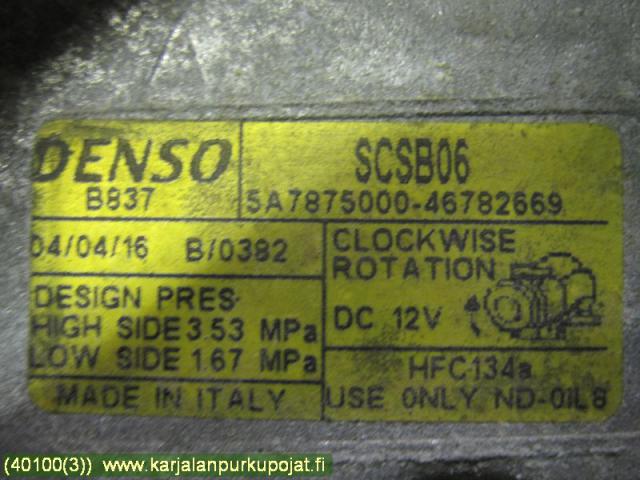 DENSO
B837
SCSB06
5A7875000-46782669
04/04/16 B/0382
DESIGN PRES
HIGH SIDE 3.53 MPa
LOW SIDE 1.67 MPa
MADE IN ITALY
CLOCKWISE
ROTATION
DC 12V
HFC134a
USE ONLY ND-OIL8
(40100(3)) www.karjalanpurkupojat.fi